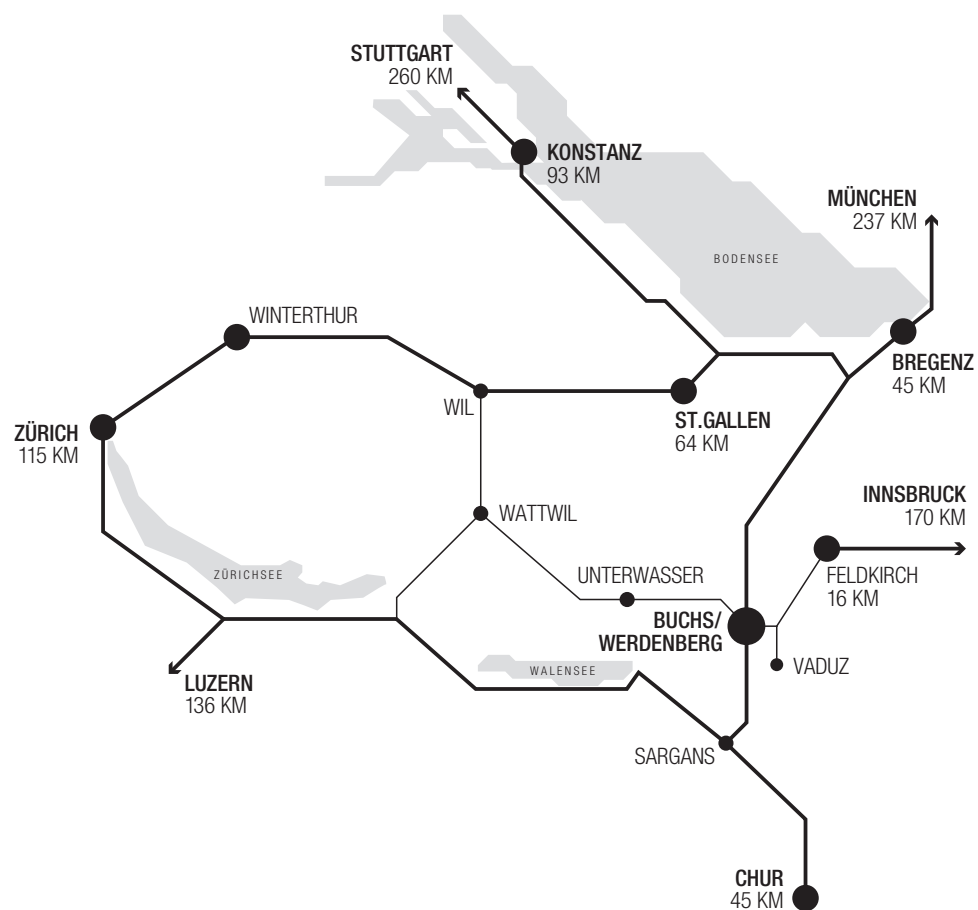 STUTTGART
260 KM
KONSTANZ
93 KM
MÜNCHEN
237 KM
BODENSEE
WINTERTHUR
BREGENZ
45 KM
WIL
ST.GALLEN
64 KM
ZÜRICH
115 KM
INNSBRUCK
170 KM
WATTWIL
ZÜRICHSEE
UNTERWASSER
FELDKIRCH
16 KM
BUCHS/
WERDENBERG
VADUZ
WALENSEE
LUZERN
136 KM
SARGANS
CHUR
45 KM